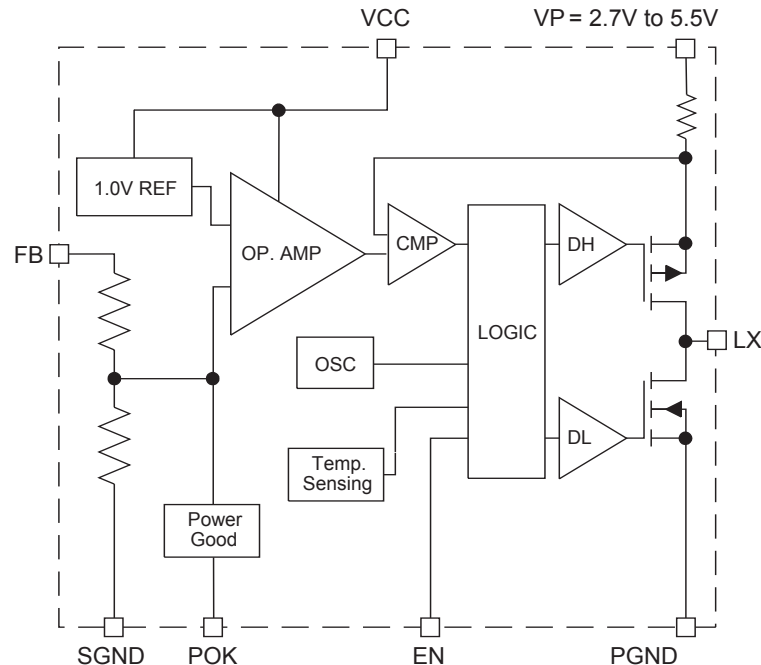 VCC
VP = 2.7V to 5.5V
1.0V REF
OP. AMP
CMP
DH
FB
LOGIC
LX
OSC
DL
Temp.
Sensing
Power
Good
SGND
POK
EN
PGND